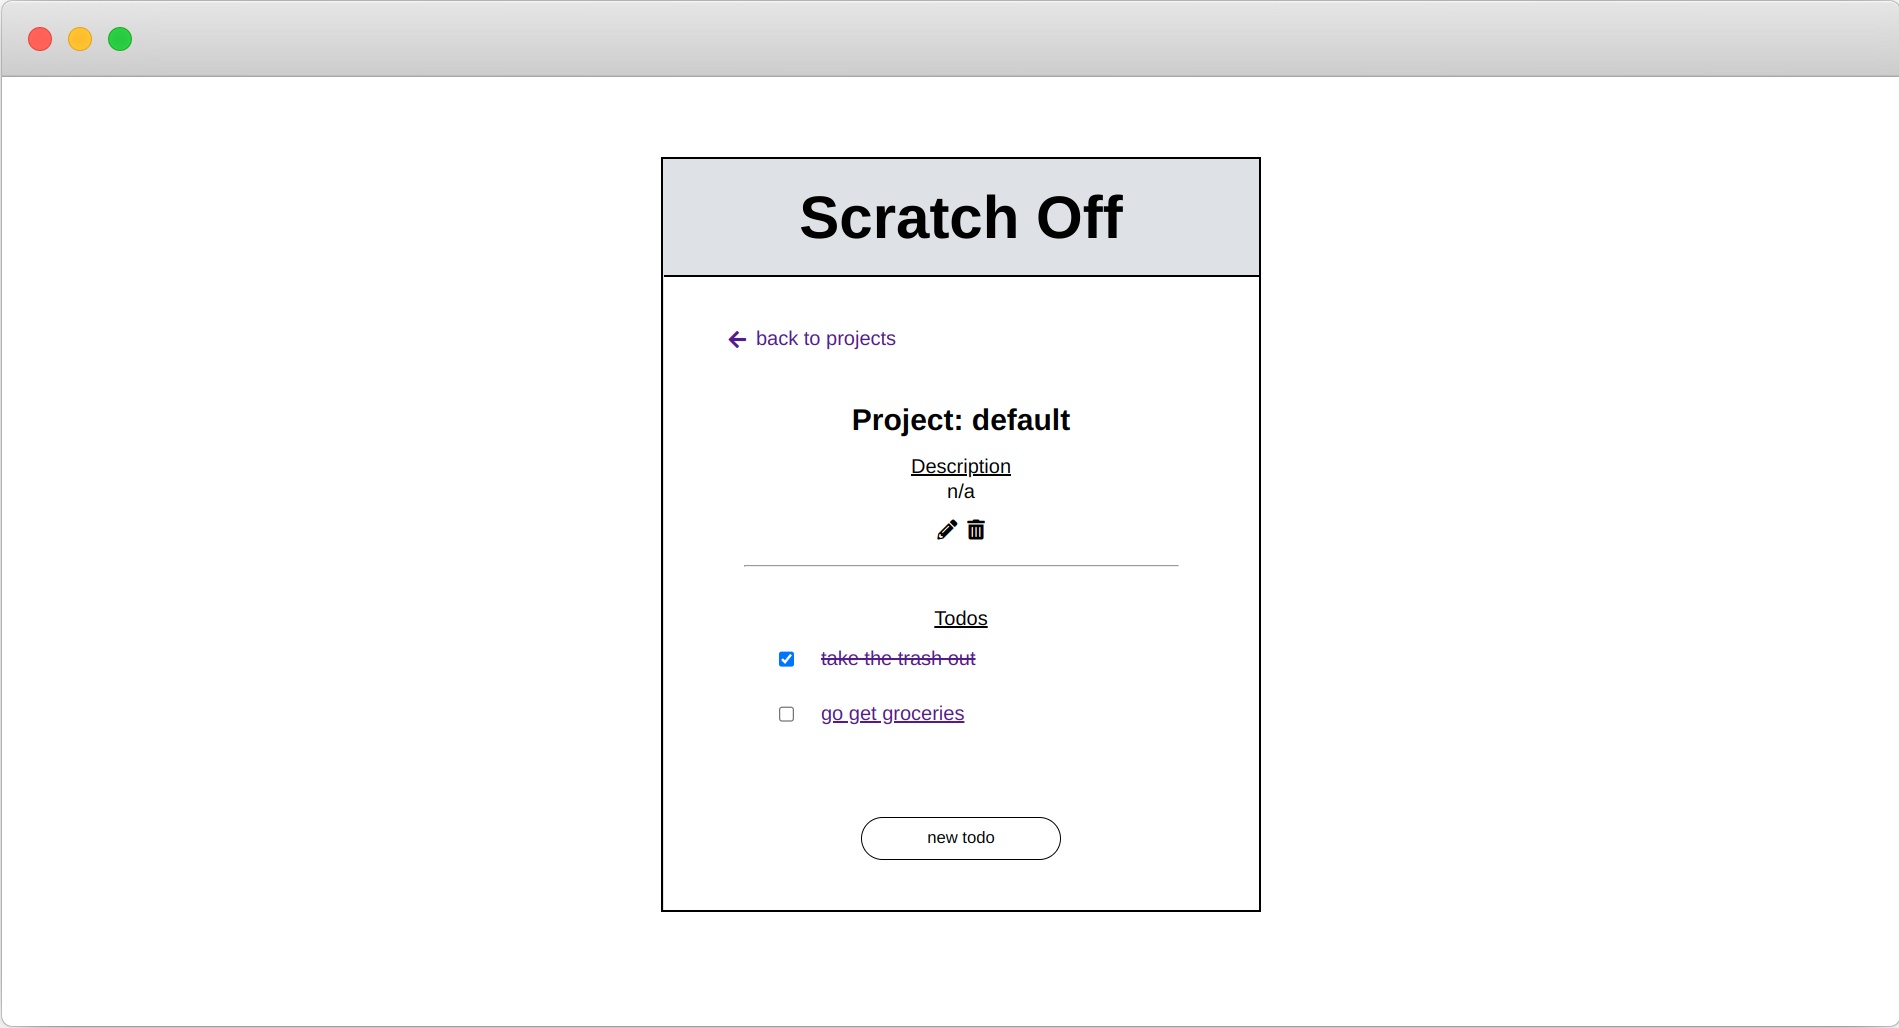 Scratch Off
back to projects
Project: default
Description
n/a
Todos
take the trash out
go get groceries
new todo